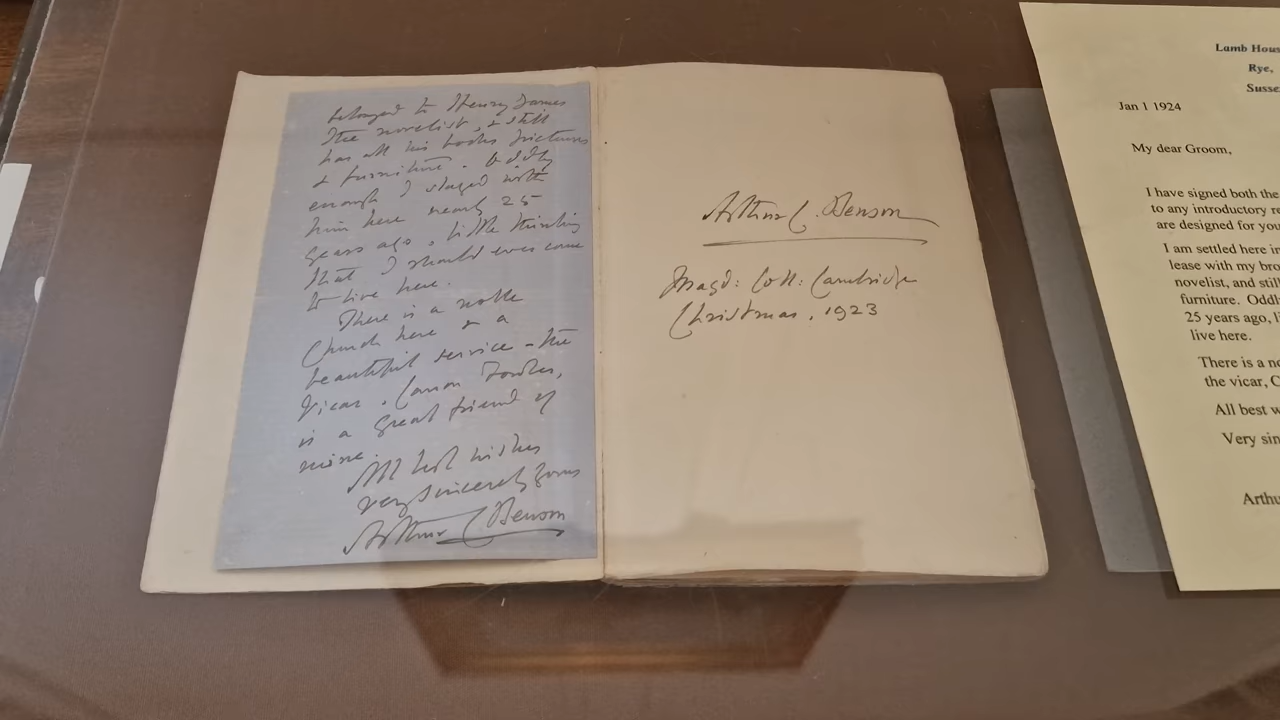 belonged to Henry James
the novelist, & still
has all his books pictures
& furniture. Oddly
enough I stayed with
him here nearly 25
years ago, little thinking
that I should ever come
to live here.
There is a noble
Church here & a
beautiful service – the
Vicar, Canon
is a great friend of
mine.
All best wishes
very sincerely yours
Arthur C Benson
Arthur C. Benson
Magd: Coll: Cambridge
Christmas, 1923
Lamb Hous
Rye,
Susse
Jan 1 1924
My dear Groom,
I have signed both the
to any introductory r
are designed for you
I am settled here in
lease with my bro
novelist, and still
furniture. Oddl
25 years ago, l
live here.
There is a no
the vicar, C
All best w
Very sin
Arthu